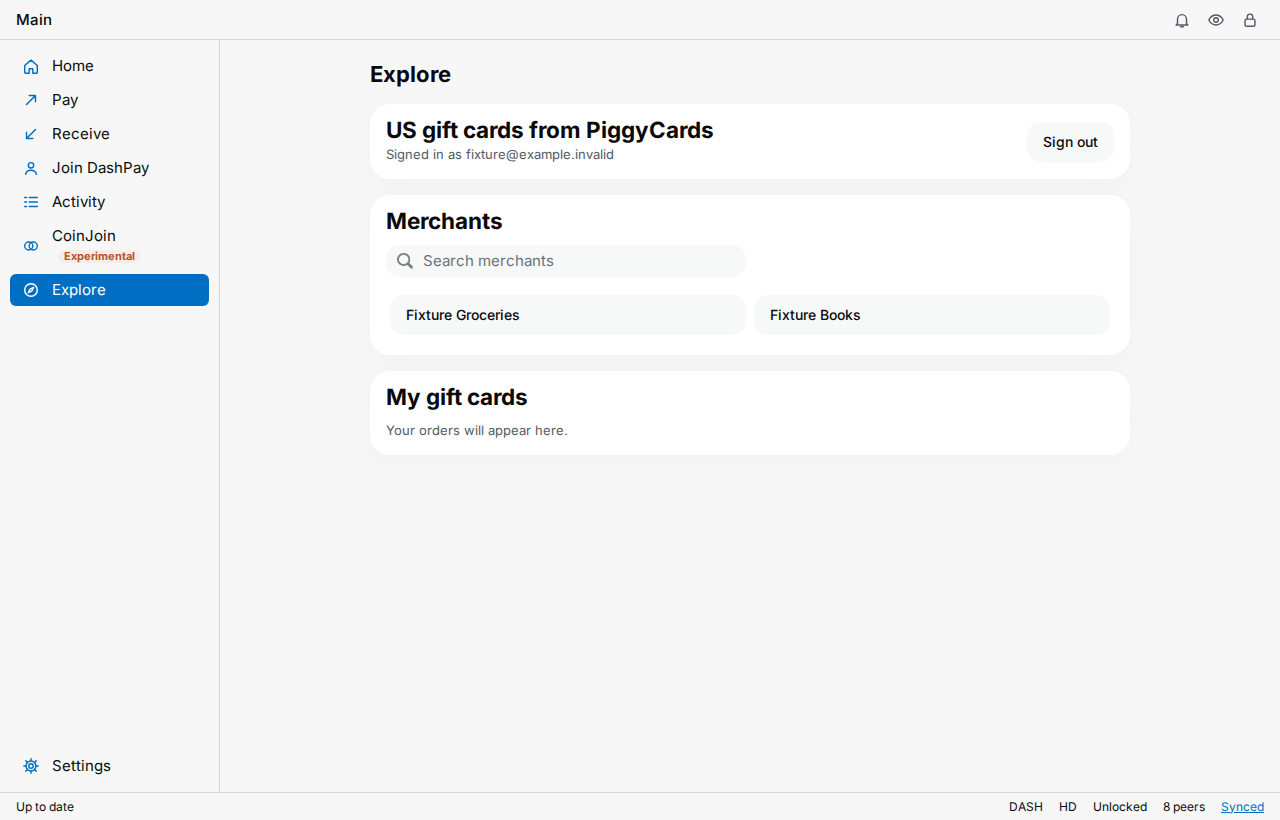 Main
Home
Pay
Receive
Join DashPay
Activity
CoinJoin
Experimental
Explore
Settings
Explore
US gift cards from PiggyCards
Signed in as fixture@example.invalid
Sign out
Merchants
Search merchants
Fixture Groceries
Fixture Books
My gift cards
Your orders will appear here.
Up to date
DASH HD Unlocked 8 peers Synced